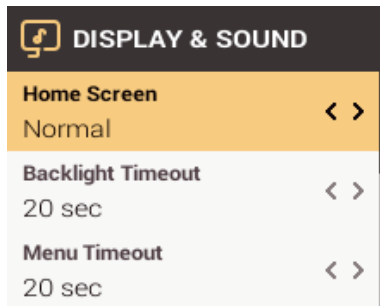 DISPLAY & SOUND
Home Screen
Normal
Backlight Timeout
20 sec
Menu Timeout
20 sec